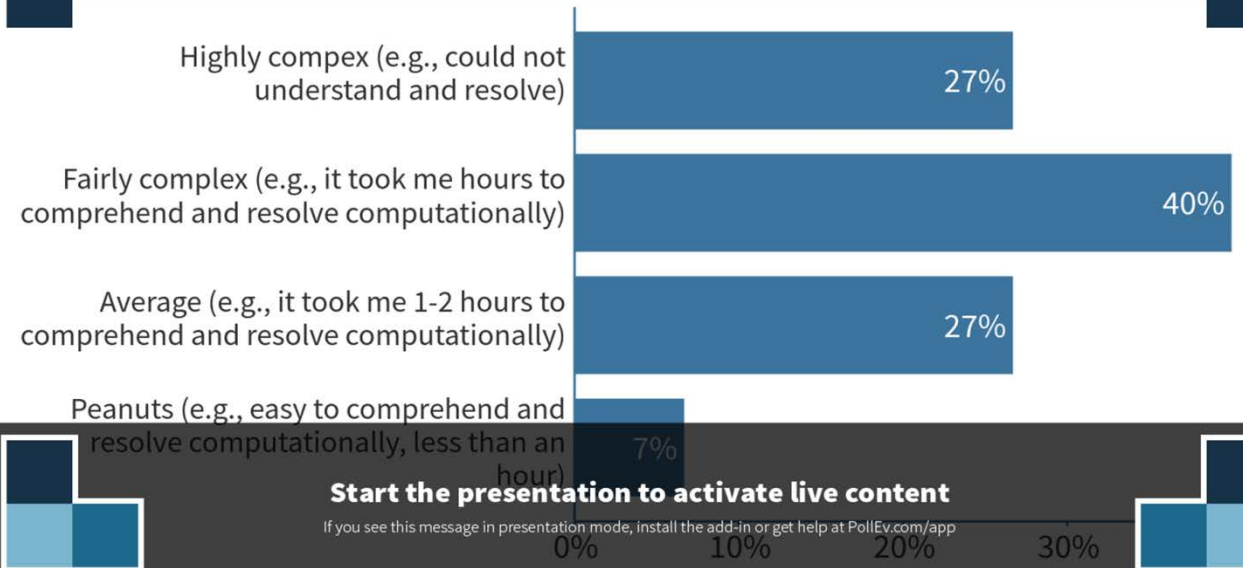 Highly compex (e.g., could not
understand and resolve)
27%
Fairly complex (e.g., it took me hours to
comprehend and resolve computationally)
40%
Average (e.g., it took me 1-2 hours to
comprehend and resolve computationally)
27%
Peanuts (e.g., easy to comprehend and
resolve computationally, less than an
hour)
7%
Start the presentation to activate live content
If you see this message in presentation mode, install the add-in or get help at PollEv.com/app
0% 10% 20% 30%